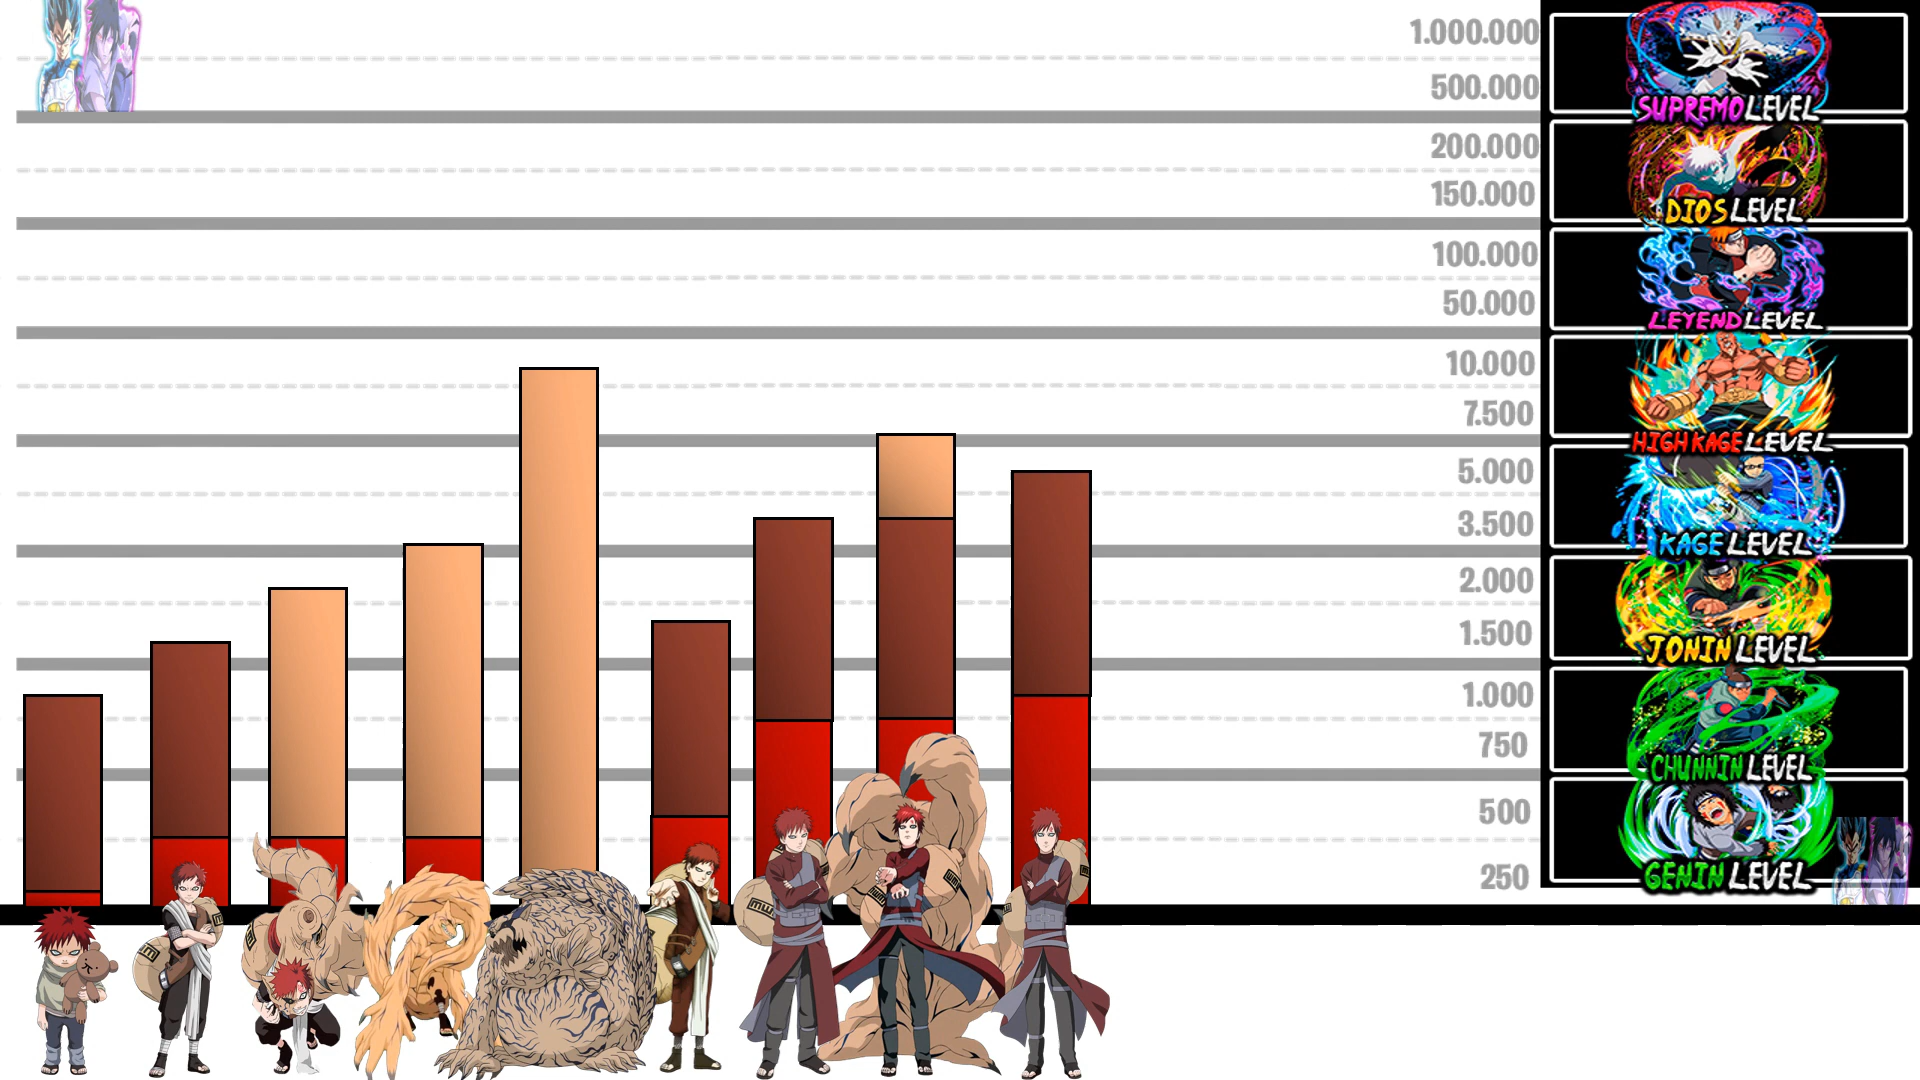 1.000.000
500.000
SUPREMO LEVEL
200.000
150.000
DIOS LEVEL
100.000
50.000
LEYEND LEVEL
10.000
7.500
HIGH KAGE LEVEL
5.000
3.500
KAGE LEVEL
2.000
1.500
JONIN LEVEL
1.000
750
CHUNNIN LEVEL
500
250
GENIN LEVEL